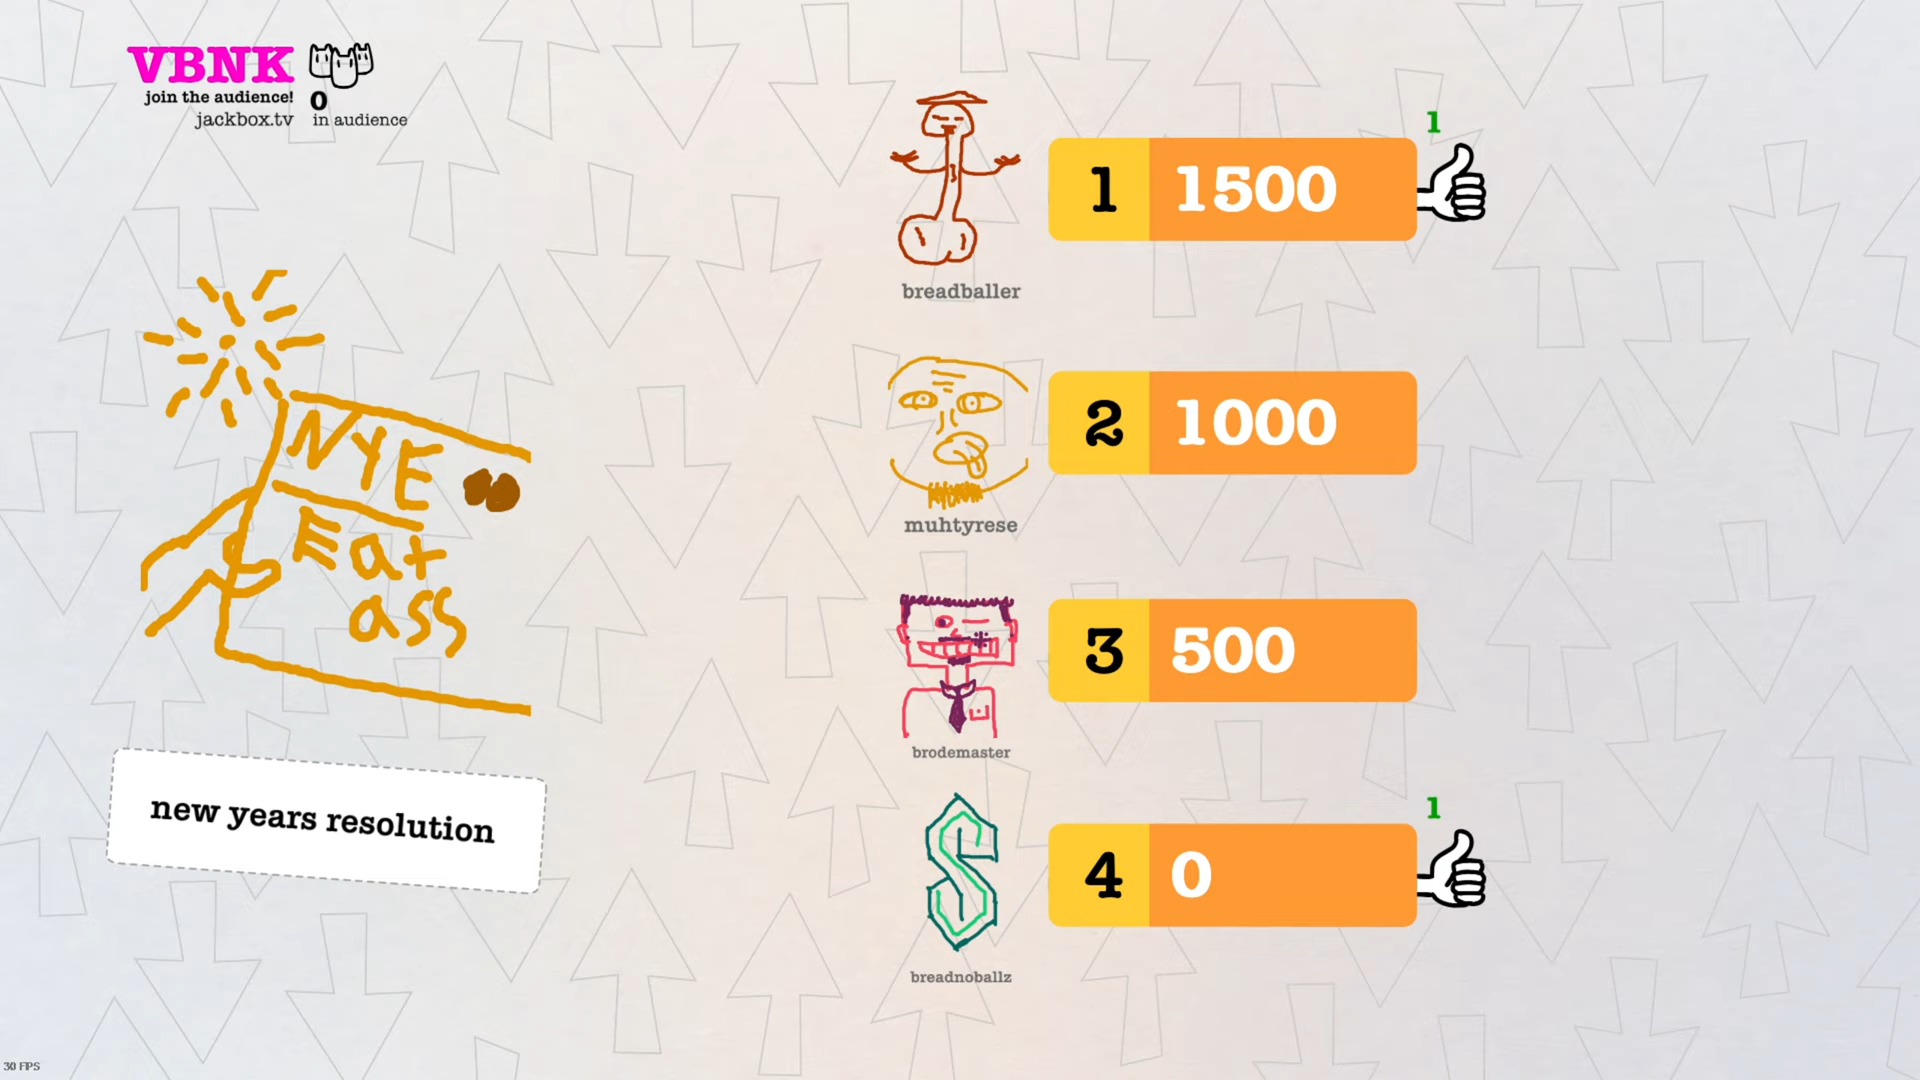 VBNK
join the audience!
jackbox.tv
0
in audience
NYE
Eat
ass
new years resolution
1
1 1500
breadballer
2 1000
muhtyrese
3 500
brodemaster
1
4 0
breadnoballz
30 FPS